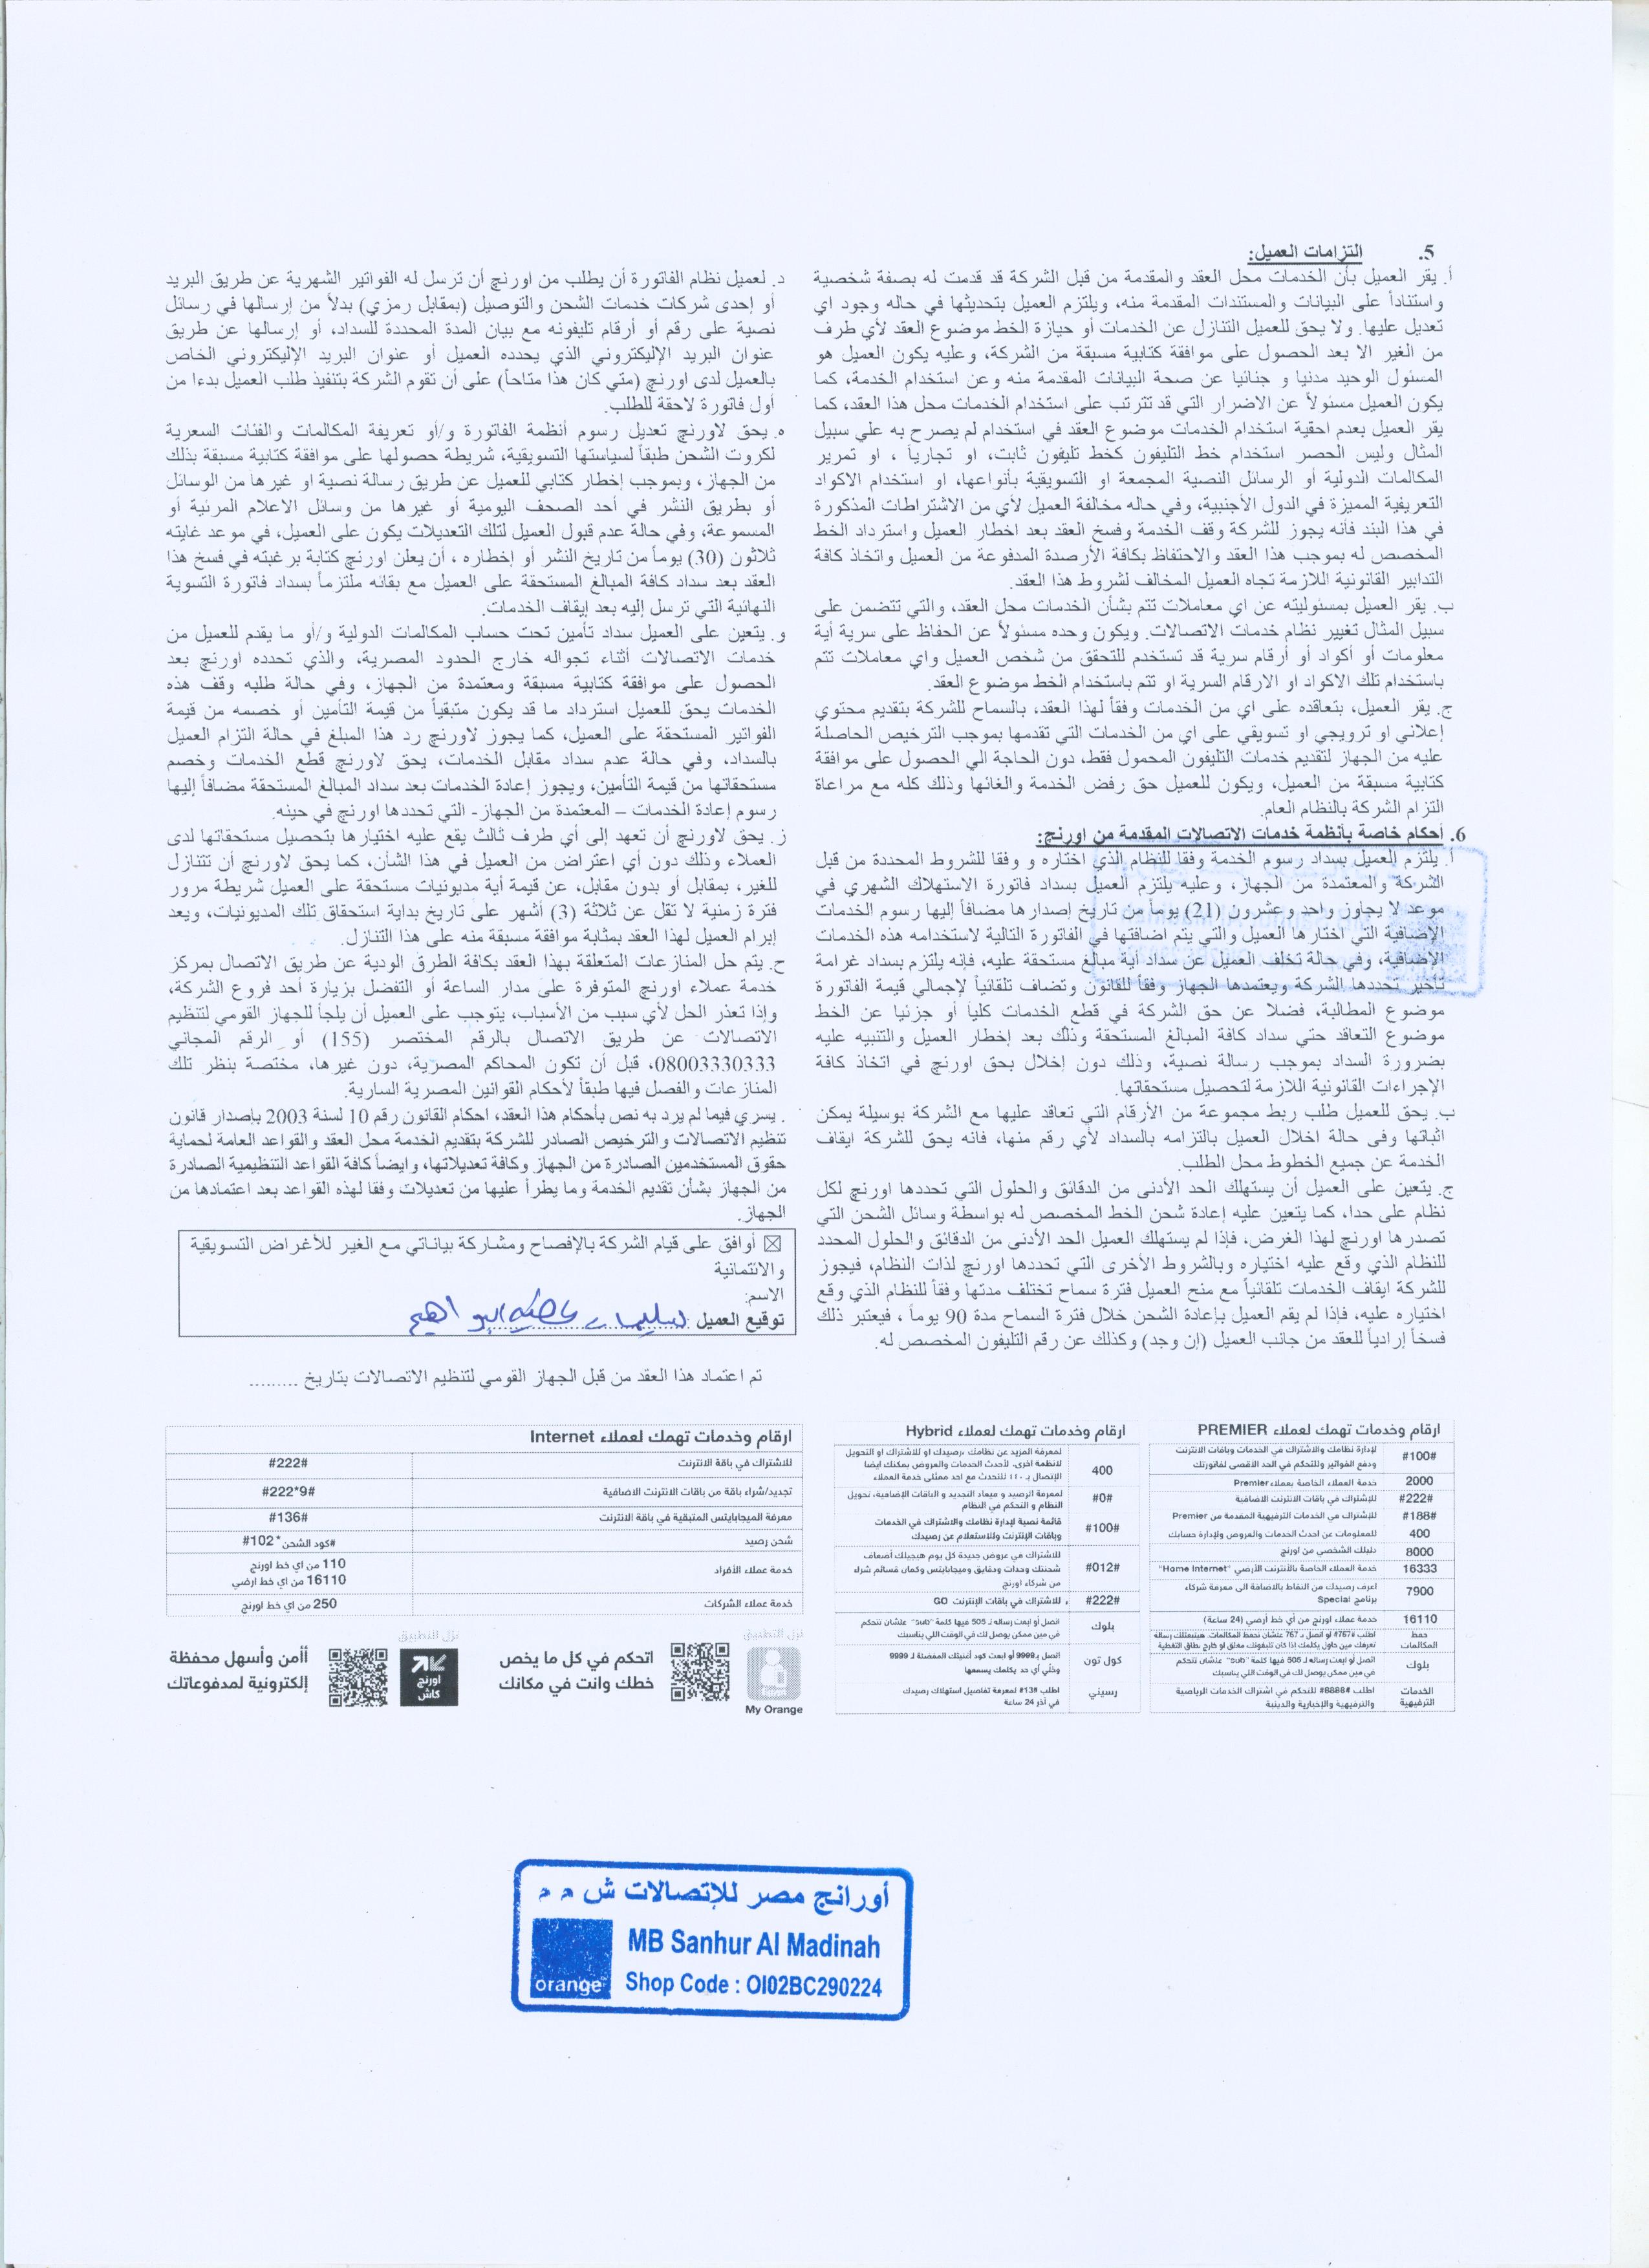 5. التزامات العميل:
أ. يقر العميل بأن الخدمات محل العقد والمقدمة من قبل الشركة قد قدمت له بصفة شخصية
واستناداً على البيانات والمستندات المقدمة منه، ويلتزم العميل بتحديثها في حاله وجود اي
تعديل عليها. ولا يحق للعميل التنازل عن الخدمات أو حيازة الخط موضوع العقد لأي طرف
من الغير الا بعد الحصول على موافقة كتابية مسبقة من الشركة، وعليه يكون العميل هو
المسئول الوحيد مدنيا و جنائيا عن صحة البيانات المقدمة منه وعن استخدام الخدمة، كما
يكون العميل مسئولاً عن الاضرار التي قد تترتب على استخدام الخدمات محل هذا العقد، كما
يقر العميل بعدم احقية استخدام الخدمات موضوع العقد في استخدام لم يصرح به علي سبيل
المثال وليس الحصر استخدام خط التليفون كخط تليفون ثابت، او تجارياً ، او تمرير
المكالمات الدولية أو الرسائل النصية المجمعة او التسويقية بأنواعها، او استخدام الاكواد
التعريفية المميزة في الدول الأجنبية، وفي حاله مخالفة العميل لأي من الاشتراطات المذكورة
في هذا البند فأنه يجوز للشركة وقف الخدمة وفسخ العقد بعد اخطار العميل واسترداد الخط
المخصص له بموجب هذا العقد والاحتفاظ بكافة الأرصدة المدفوعة من العميل واتخاذ كافة
التدابير القانونية اللازمة تجاه العميل المخالف لشروط هذا العقد.
ب. يقر العميل بمسئوليته عن اي معاملات تتم بشأن الخدمات محل العقد، والتي تتضمن على
سبيل المثال تغيير نظام خدمات الاتصالات. ويكون وحده مسئولاً عن الحفاظ على سرية أية
معلومات أو أكواد أو أرقام سرية قد تستخدم للتحقق من شخص العميل واي معاملات تتم
باستخدام تلك الاكواد او الارقام السرية او تتم باستخدام الخط موضوع العقد.
ج. يقر العميل، بتعاقده على اي من الخدمات وفقاً لهذا العقد، بالسماح للشركة بتقديم محتوي
إعلاني او ترويجي او تسويقي على اي من الخدمات التي تقدمها بموجب الترخيص الحاصلة
عليه من الجهاز لتقديم خدمات التليفون المحمول فقط، دون الحاجة الي الحصول على موافقة
كتابية مسبقة من العميل، ويكون للعميل حق رفض الخدمة والغائها وذلك كله مع مراعاة
التزام الشركة بالنظام العام.
6. أحكام خاصة بأنظمة خدمات الاتصالات المقدمة من اورنچ:
أ. يلتزم العميل بسداد رسوم الخدمة وفقا للنظام الذي اختاره و وفقا للشروط المحددة من قبل
الشركة والمعتمدة من الجهاز، وعليه يلتزم العميل بسداد فاتورة الاستهلاك الشهري في
موعد لا يجاوز واحد وعشرون (21) يوماً من تاريخ إصدارها مضافاً إليها رسوم الخدمات
الإضافية التي اختارها العميل والتي يتم اضافتها في الفاتورة التالية لاستخدامه هذه الخدمات
الإضافية، وفي حالة تخلف العميل عن سداد أية مبالغ مستحقة عليه، فإنه يلتزم بسداد غرامة
تأخير تحددها الشركة ويعتمدها الجهاز وفقاً للقانون وتضاف تلقائياً لإجمالي قيمة الفاتورة
موضوع المطالبة، فضلا عن حق الشركة في قطع الخدمات كلياً أو جزئيا عن الخط
موضوع التعاقد حتي سداد كافة المبالغ المستحقة وذلك بعد إخطار العميل والتنبيه عليه
بضرورة السداد بموجب رسالة نصية، وذلك دون إخلال بحق اورنچ في اتخاذ كافة
الإجراءات القانونية اللازمة لتحصيل مستحقاتها.
ب. يحق للعميل طلب ربط مجموعة من الأرقام التي تعاقد عليها مع الشركة بوسيلة يمكن
اثباتها وفى حالة اخلال العميل بالتزامه بالسداد لأي رقم منها، فانه يحق للشركة ايقاف
الخدمة عن جميع الخطوط محل الطلب.
ج. يتعين على العميل أن يستهلك الحد الأدنى من الدقائق والحلول التي تحددها اورنچ لكل
نظام على حدا، كما يتعين عليه إعادة شحن الخط المخصص له بواسطة وسائل الشحن التي
تصدرها اورنچ لهذا الغرض، فإذا لم يستهلك العميل الحد الأدنى من الدقائق والحلول المحدد
للنظام الذي وقع عليه اختياره وبالشروط الأخرى التي تحددها اورنچ لذات النظام، فيجوز
للشركة ايقاف الخدمات تلقائياً مع منح العميل فترة سماح تختلف مدتها وفقاً للنظام الذي وقع
اختياره عليه، فإذا لم يقم العميل بإعادة الشحن خلال فترة السماح مدة 90 يوماً ، فيعتبر ذلك
فسخاً إرادياً للعقد من جانب العميل (إن وجد) وكذلك عن رقم التليفون المخصص له.
د. لعميل نظام الفاتورة أن يطلب من اورنچ أن ترسل له الفواتير الشهرية عن طريق البريد
أو إحدى شركات خدمات الشحن والتوصيل (بمقابل رمزي) بدلاً من إرسالها في رسائل
نصية على رقم أو أرقام تليفونه مع بيان المدة المحددة للسداد، أو إرسالها عن طريق
عنوان البريد الإليكتروني الذي يحدده العميل أو عنوان البريد الإليكتروني الخاص
بالعميل لدى اورنچ (متي كان هذا متاحاً) على أن تقوم الشركة بتنفيذ طلب العميل بدءا من
أول فاتورة لاحقة للطلب.
ه. يحق لاورنچ تعديل رسوم أنظمة الفاتورة و/أو تعريفة المكالمات والفئات السعرية
لكروت الشحن طبقاً لسياستها التسويقية، شريطة حصولها على موافقة كتابية مسبقة بذلك
من الجهاز، وبموجب إخطار كتابي للعميل عن طريق رسالة نصية او غيرها من الوسائل
أو بطريق النشر في أحد الصحف اليومية أو غيرها من وسائل الاعلام المرئية أو
المسموعة، وفي حالة عدم قبول العميل لتلك التعديلات يكون على العميل، في موعد غايته
ثلاثون (30) يوماً من تاريخ النشر أو إخطاره ، أن يعلن اورنچ كتابة برغبته في فسخ هذا
العقد بعد سداد كافة المبالغ المستحقة على العميل مع بقائه ملتزماً بسداد فاتورة التسوية
النهائية التي ترسل إليه بعد إيقاف الخدمات.
و. يتعين على العميل سداد تأمين تحت حساب المكالمات الدولية و/أو ما يقدم للعميل من
خدمات الاتصالات أثناء تجواله خارج الحدود المصرية، والذي تحدده اورنچ بعد
الحصول على موافقة كتابية مسبقة ومعتمدة من الجهاز، وفي حالة طلبه وقف هذه
الخدمات يحق للعميل استرداد ما قد يكون متبقياً من قيمة التأمين أو خصمه من قيمة
الفواتير المستحقة على العميل، كما يجوز لاورنچ رد هذا المبلغ في حالة التزام العميل
بالسداد، وفي حالة عدم سداد مقابل الخدمات، يحق لاورنچ قطع الخدمات وخصم
مستحقاتها من قيمة التأمين، ويجوز إعادة الخدمات بعد سداد المبالغ المستحقة مضافاً إليها
رسوم إعادة الخدمات – المعتمدة من الجهاز- التي تحددها اورنچ في حينه.
ز. يحق لاورنچ أن تعهد إلى أي طرف ثالث يقع عليه اختيارها بتحصيل مستحقاتها لدى
العملاء وذلك دون أي اعتراض من العميل في هذا الشأن، كما يحق لاورنچ أن تتنازل
للغير، بمقابل أو بدون مقابل، عن قيمة أية مديونيات مستحقة على العميل شريطة مرور
فترة زمنية لا تقل عن ثلاثة (3) أشهر على تاريخ بداية استحقاق تلك المديونيات، ويعد
إبرام العميل لهذا العقد بمثابة موافقة مسبقة منه على هذا التنازل.
ح. يتم حل المنازعات المتعلقة بهذا العقد بكافة الطرق الودية عن طريق الاتصال بمركز
خدمة عملاء اورنچ المتوفرة على مدار الساعة أو التفضل بزيارة أحد فروع الشركة،
وإذا تعذر الحل لأي سبب من الأسباب، يتوجب على العميل أن يلجأ للجهاز القومي لتنظيم
الاتصالات عن طريق الاتصال بالرقم المختصر (155) أو الرقم المجاني
08003330333، قبل أن تكون المحاكم المصرية، دون غيرها، مختصة بنظر تلك
المنازعات والفصل فيها طبقاً لأحكام القوانين المصرية السارية.
. يسري فيما لم يرد به نص بأحكام هذا العقد، احكام القانون رقم 10 لسنة 2003 بإصدار قانون
تنظيم الاتصالات والترخيص الصادر للشركة بتقديم الخدمة محل العقد والقواعد العامة لحماية
حقوق المستخدمين الصادرة من الجهاز وكافة تعديلاتها، وايضاً كافة القواعد التنظيمية الصادرة
من الجهاز بشأن تقديم الخدمة وما يطرأ عليها من تعديلات وفقا لهذه القواعد بعد اعتمادها من
الجهاز.
☒ أوافق على قيام الشركة بالإفصاح ومشاركة بياناتي مع الغير للأغراض التسويقية
والائتمانية
الاسم:
توقيع العميل
تم اعتماد هذا العقد من قبل الجهاز القومي لتنظيم الاتصالات بتاريخ .........
ارقام وخدمات تهمك لعملاء PREMIER
#100# لإدارة نظامك والاشتراك في الخدمات وباقات الانترنت
ودفع الفواتير وللتحكم في الحد الأقصى لفاتورتك
2000 خدمة العملاء الخاصة بعملاء Premier
#222# للإشتراك في باقات الانترنت الاضافية
#188# للإشتراك في الخدمات الترفيهية المقدمة من Premier
400 للمعلومات عن احدث الخدمات والعروض ولإدارة حسابك
8000 دليلك الشخصي من اورنچ
16333 خدمة العملاء الخاصة بالأنترنت الأرضي "Home Internet"
7900 اعرف رصيدك من النقاط بالاضافة الى معرفة شركاء
برنامج Special
16110 خدمة عملاء اورنچ من أي خط أرضي (24 ساعة)
حفظ المكالمات اطلب #767# او اتصل بـ 767 علشان تحفظ المكالمات. هيبعتلك رسالة
تعرفك مين حاول يكلمك إذا كان تليفونك مغلق او خارج نطاق التغطية
بلوك اتصل أو ابعت رساله لـ 505 فيها كلمة "sub" علشان تتحكم
في مين ممكن يوصل لك في الوقت اللي يناسبك
الخدمات الترفيهية اطلب #8888# للتحكم في اشتراك الخدمات الرياضية
والترفيهية والإخبارية والدينية
ارقام وخدمات تهمك لعملاء Hybrid
400 لمعرفة المزيد عن نظامك ،رصيدك او للاشتراك او التحويل
لانظمة اخرى. لأحدث الخدمات والعروض يمكنك ايضا
الإتصال بـ ١١٠ للتحدث مع احد ممثلى خدمة العملاء
#0# لمعرفة الرصيد و ميعاد التجديد و الباقات الإضافية، تحويل
النظام و التحكم في النظام
#100# قائمة نصية لإدارة نظامك والاشتراك في الخدمات
وباقات الإنترنت وللاستعلام عن رصيدك
#012# للاشتراك في عروض جديدة كل يوم هيجيلك أضعاف
شحنتك وحدات ودقايق وميجابايتس وكمان قسائم شراء
من شركاء اورنچ
#222# للاشتراك في باقات الإنترنت GO
بلوك اتصل أو ابعت رساله لـ 505 فيها كلمة "sub" علشان تتحكم
في مين ممكن يوصل لك في الوقت اللي يناسبك
كول تون اتصل بـ9999 أو ابعت كود أغنيتك المفضلة لـ 9999
وخلّي أي حد يكلمك يسمعها
رسيني اطلب #13# لمعرفة تفاصيل استهلاك رصيدك
في آخر 24 ساعة
ارقام وخدمات تهمك لعملاء Internet
للاشتراك في باقة الانترنت #222#
تجديد/شراء باقة من باقات الانترنت الاضافية #222*9#
معرفة الميجابايتس المتبقية في باقة الانترنت #136#
شحن رصيد #102*كود الشحن#
خدمة عملاء الأفراد 110 من اي خط اورنچ
16110 من اي خط ارضي
خدمة عملاء الشركات 250 من اي خط اورنچ
نزل التطبيق
My Orange
اتحكم في كل ما يخص
خطك وانت في مكانك
نزل التطبيق
اورنچ
كاش
أأمن وأسهل محفظة
إلكترونية لمدفوعاتك
أورانج مصر للإتصالات ش م م
MB Sanhur Al Madinah
orange
Shop Code : OI02BC290224